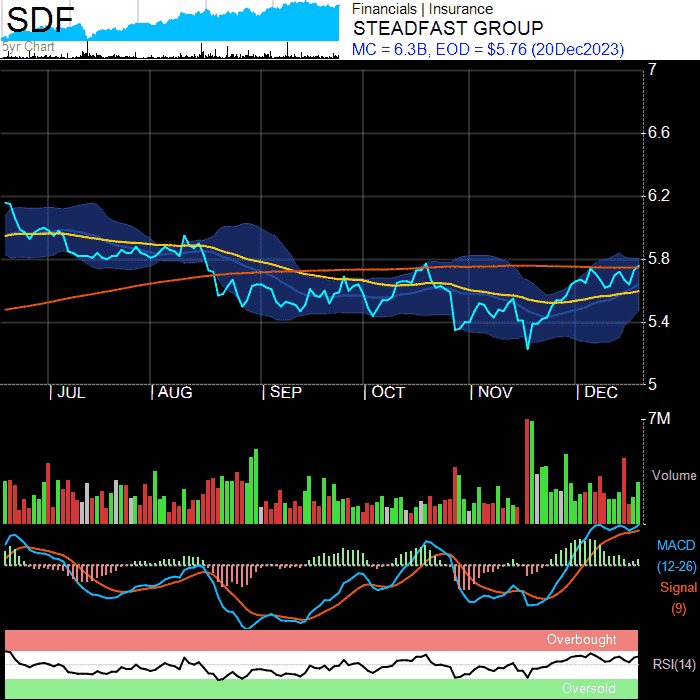 SDF
5yr Chart
Financials | Insurance
STEADFAST GROUP
MC = 6.3B, EOD = $5.76 (20Dec2023)
7
6.6
6.2
5.8
5.4
5
| JUL | AUG | SEP | OCT | NOV | DEC
7M
Volume
MACD
(12-26)
Signal
(9)
Overbought
RSI(14)
Oversold